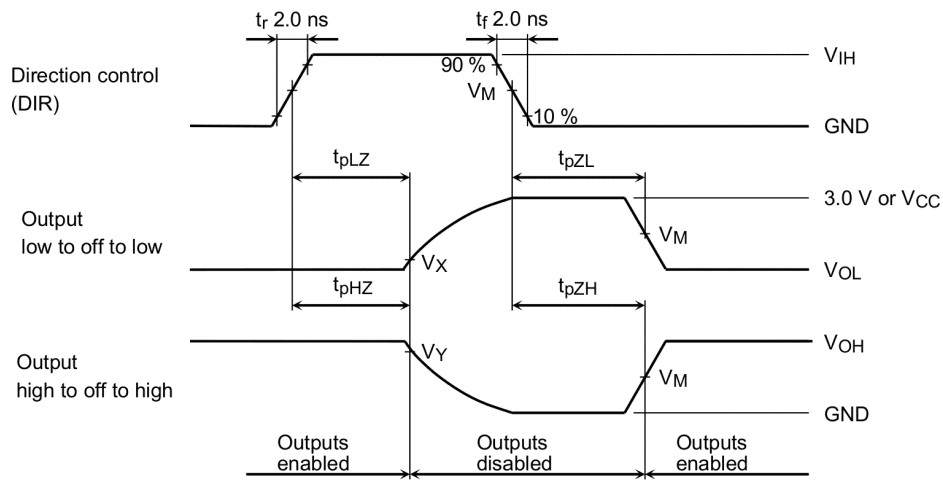 tr 2.0 ns
tf 2.0 ns
Direction control
(DIR)
90 %
VM
10 %
VIH
GND
tpLZ
tpZL
Output
low to off to low
VX
VM
3.0 V or VCC
VOL
tpHZ
tpZH
Output
high to off to high
VY
VM
VOH
GND
Outputs
enabled
Outputs
disabled
Outputs
enabled